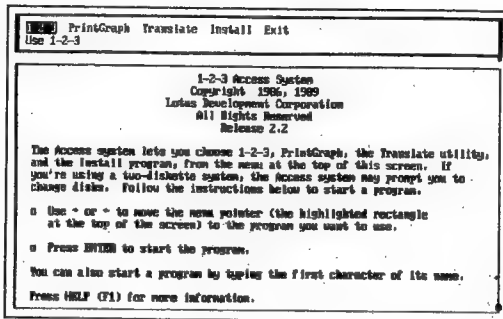 1-2-3 PrintGraph Translate Install Exit
Use 1-2-3
1-2-3 Access System
Copyright 1986, 1989
Lotus Development Corporation
All Rights Reserved
Release 2.2
The Access system lets you choose 1-2-3, PrintGraph, the Translate utility,
and the Install program, from the menu at the top of this screen. If
you're using a two-diskette system, the Access system may prompt you to
change disks. Follow the instructions below to start a program.
o Use → or ← to move the menu pointer (the highlighted rectangle
at the top of the screen) to the program you want to use.
o Press ENTER to start the program.
You can also start a program by typing the first character of its name.
Press HELP (F1) for more information.